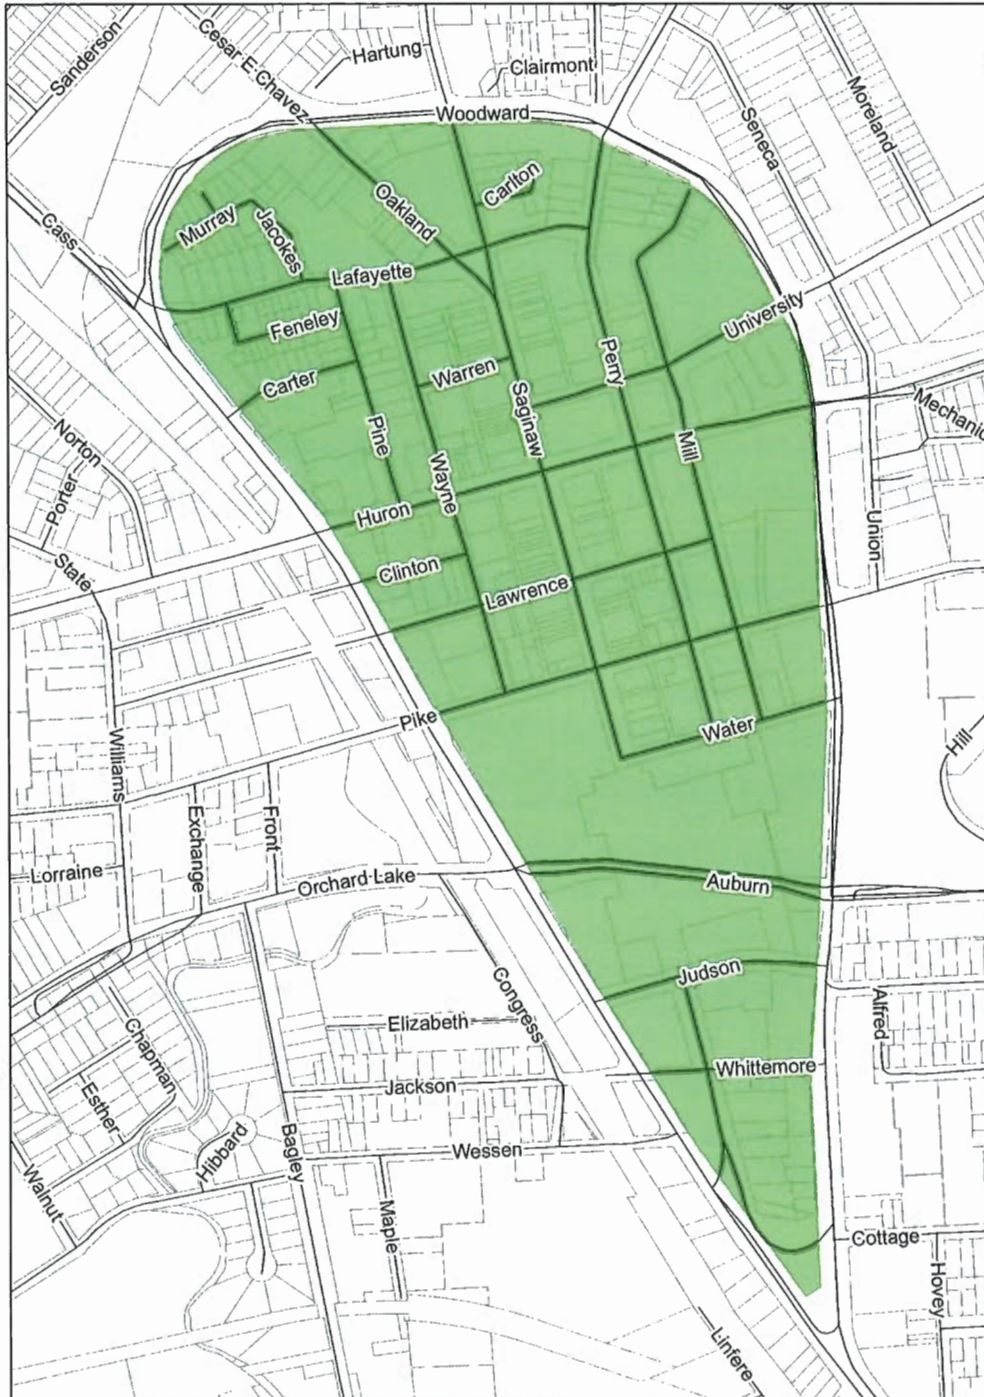 Sanderson
Cesar E Chavez
Hartung
Clairmont
Woodward
Seneca
Moreland
Cass
Murray
Jacokes
Oakland
Carlton
Lafayette
Feneley
University
Carter
Warren
Perry
Saginaw
Mechanic
Norton
Porter
Pine
Wayne
Mill
Huron
Union
State
Clinton
Lawrence
Pike
Water
Hill
Williams
Exchange
Front
Lorraine
Orchard Lake
Auburn
Judson
Congress
Alfred
Elizabeth
Chapman
Whittemore
Jackson
Esther
Hibbard
Bagley
Wessen
Walnut
Maple
Cottage
Hovey
Linfere